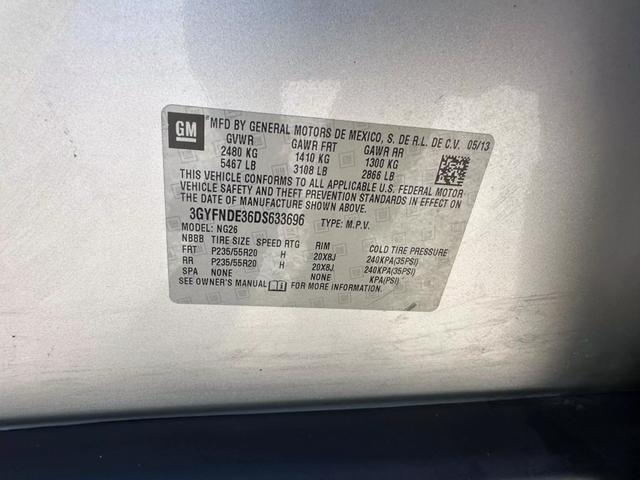 GM MFD BY GENERAL MOTORS DE MEXICO, S. DE R.L. DE C.V. 05/13
GVWR GAWR FRT GAWR RR
2480 KG 1410 KG 1300 KG
5467 LB 3108 LB 2866 LB
THIS VEHICLE CONFORMS TO ALL APPLICABLE U.S. FEDERAL MOTOR
VEHICLE SAFETY AND THEFT PREVENTION STANDARDS IN EFFECT ON
THE DATE OF MANUFACTURE SHOWN ABOVE.
3GYFNDE36DS633696 TYPE: M.P.V.
MODEL: NG26
NBBB TIRE SIZE SPEED RTG RIM COLD TIRE PRESSURE
FRT P235/55R20 H 20X8J 240KPA(35PSI)
RR P235/55R20 H 20X8J 240KPA(35PSI)
SPA NONE NONE KPA(PSI)
SEE OWNER'S MANUAL FOR MORE INFORMATION.